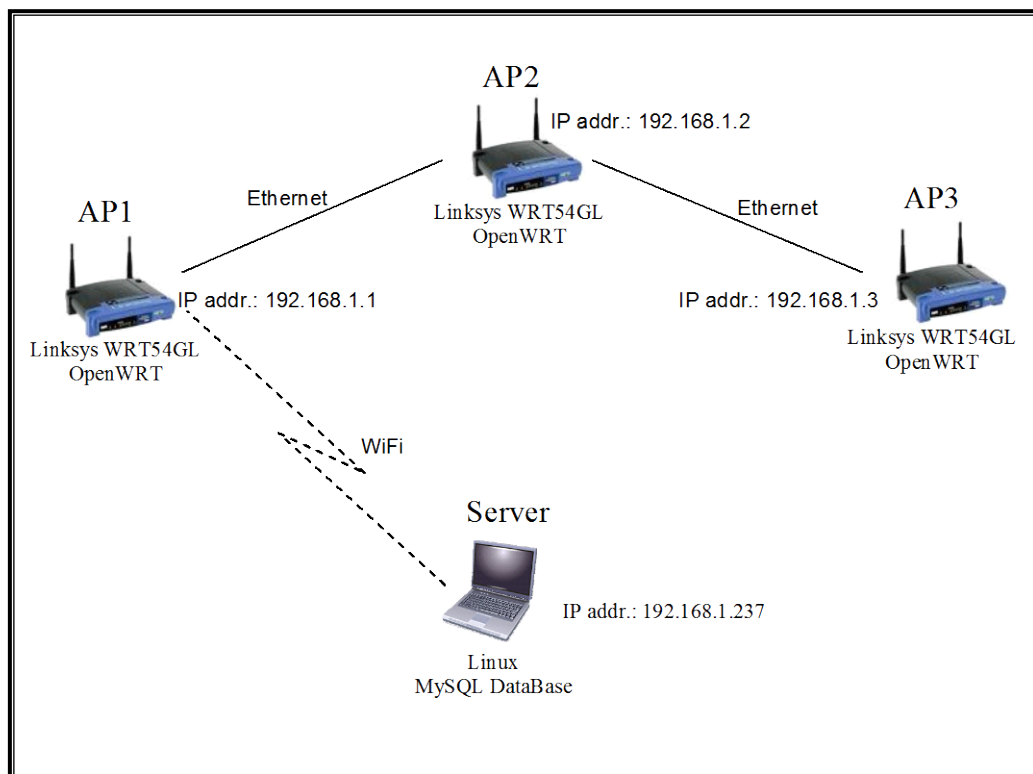 AP2
IP addr.: 192.168.1.2
Ethernet
Linksys WRT54GL
OpenWRT
Ethernet
AP1
AP3
IP addr.: 192.168.1.1
IP addr.: 192.168.1.3
Linksys WRT54GL
OpenWRT
Linksys WRT54GL
OpenWRT
WiFi
Server
IP addr.: 192.168.1.237
Linux
MySQL DataBase